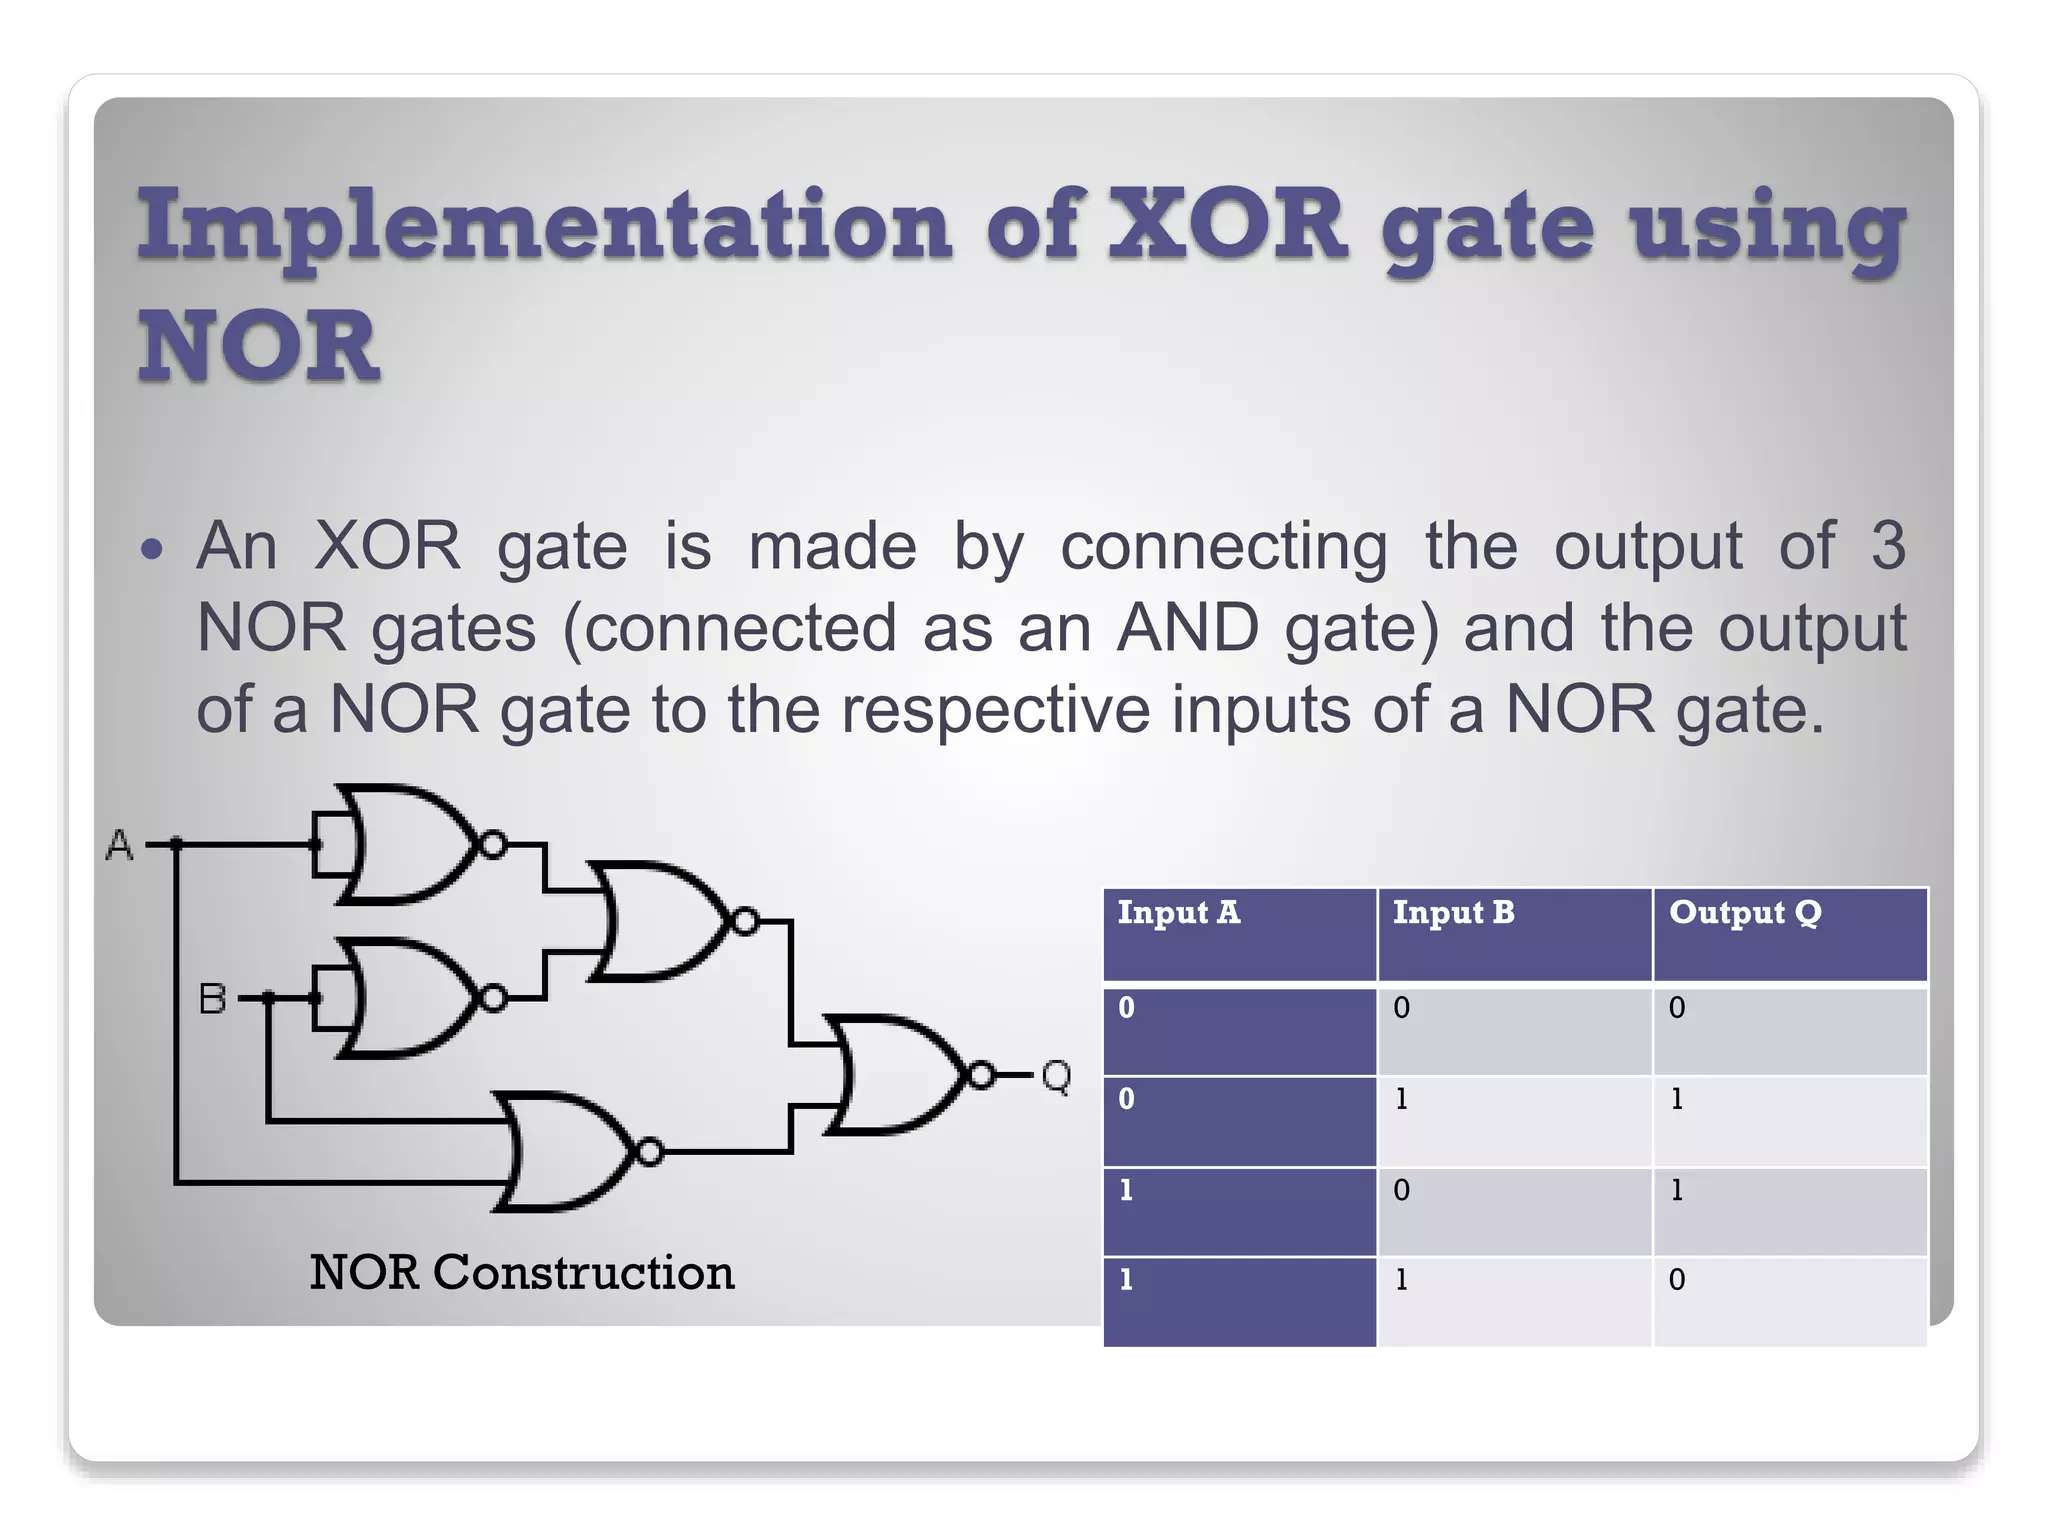 Implementation of XOR gate using
NOR
• An XOR gate is made by connecting the output of 3
NOR gates (connected as an AND gate) and the output
of a NOR gate to the respective inputs of a NOR gate.
A
B
Q
NOR Construction
Input A Input B Output Q
0 0 0
0 1 1
1 0 1
1 1 0